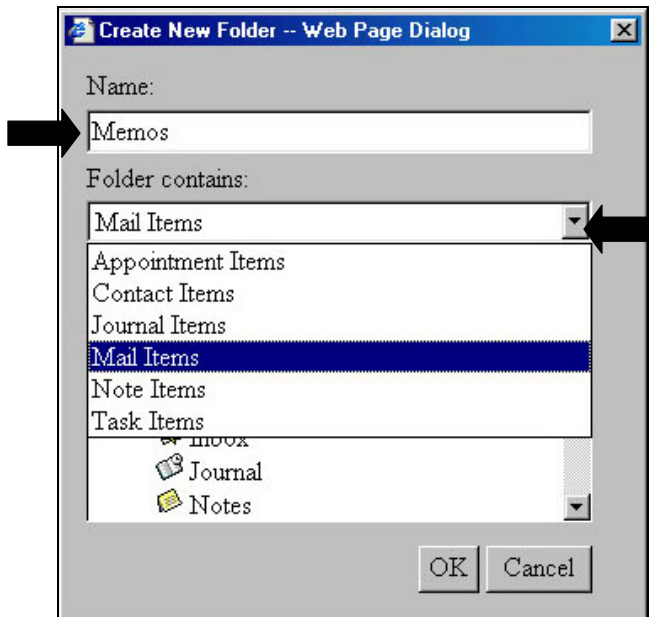 Create New Folder -- Web Page Dialog
Name:
Memos
Folder contains:
Mail Items
Appointment Items
Contact Items
Journal Items
Mail Items
Note Items
Task Items
Inbox
Journal
Notes
OK Cancel